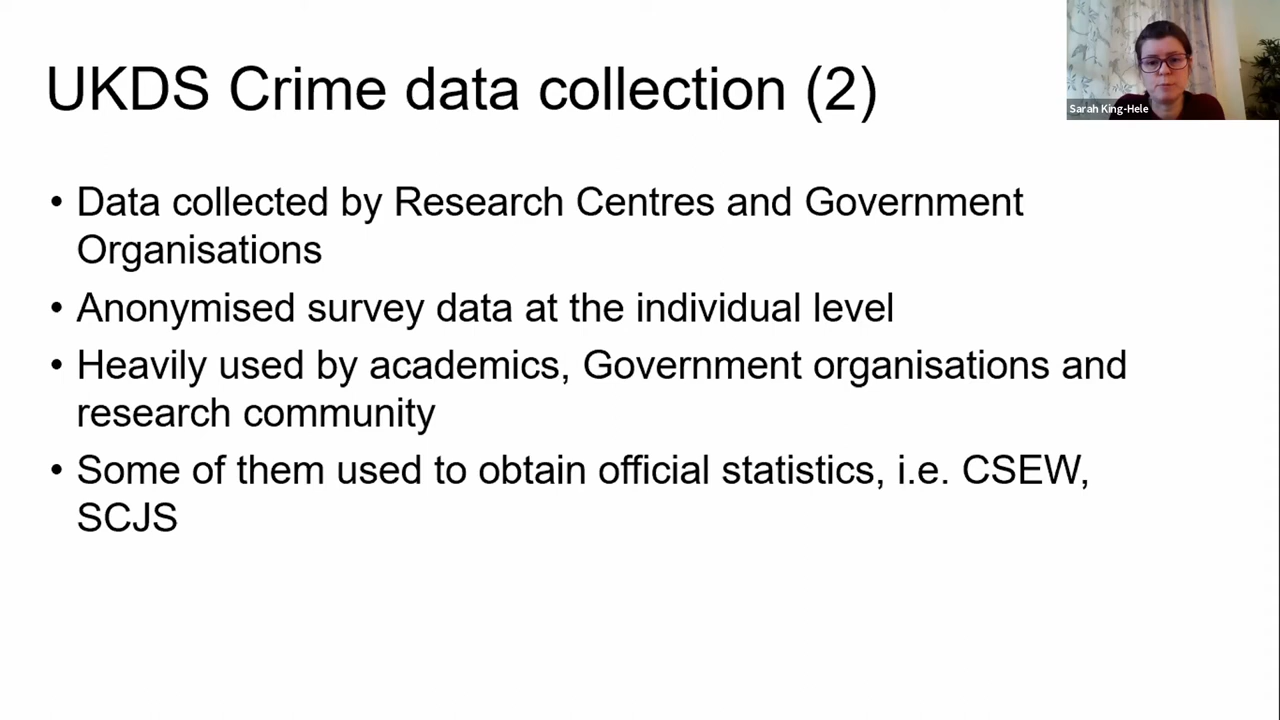 UKDS Crime data collection (2)
Sarah King-Hele
• Data collected by Research Centres and Government
Organisations
• Anonymised survey data at the individual level
• Heavily used by academics, Government organisations and
research community
• Some of them used to obtain official statistics, i.e. CSEW,
SCJS